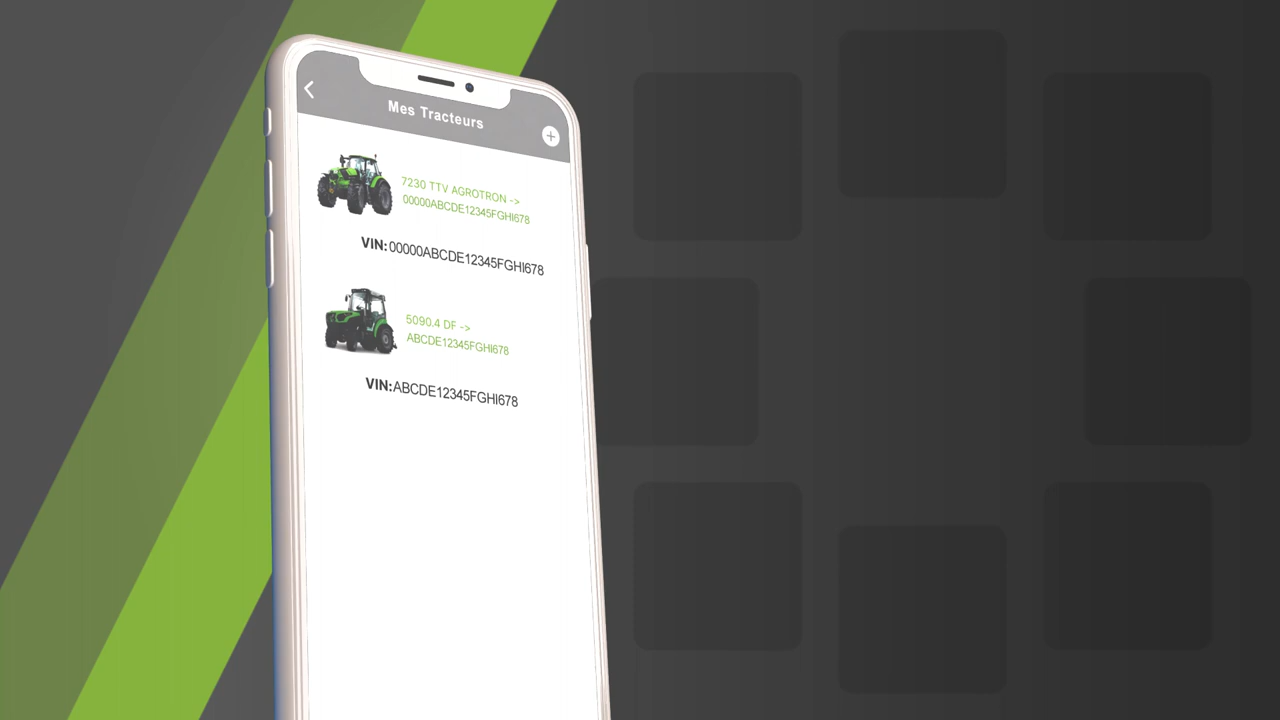 Mes Tracteurs
7230 TTV AGROTRON ->
00000ABCDE12345FGHI678
VIN:00000ABCDE12345FGHI678
5090.4 DF ->
ABCDE12345FGHI678
VIN:ABCDE12345FGHI678